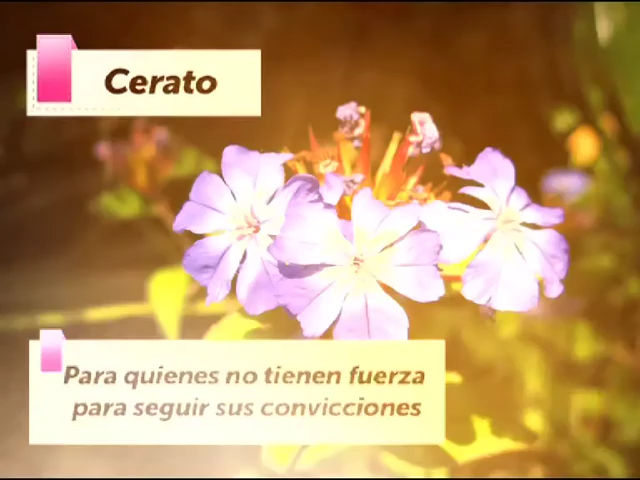 Cerato
Para quienes no tienen fuerza
para seguir sus convicciones